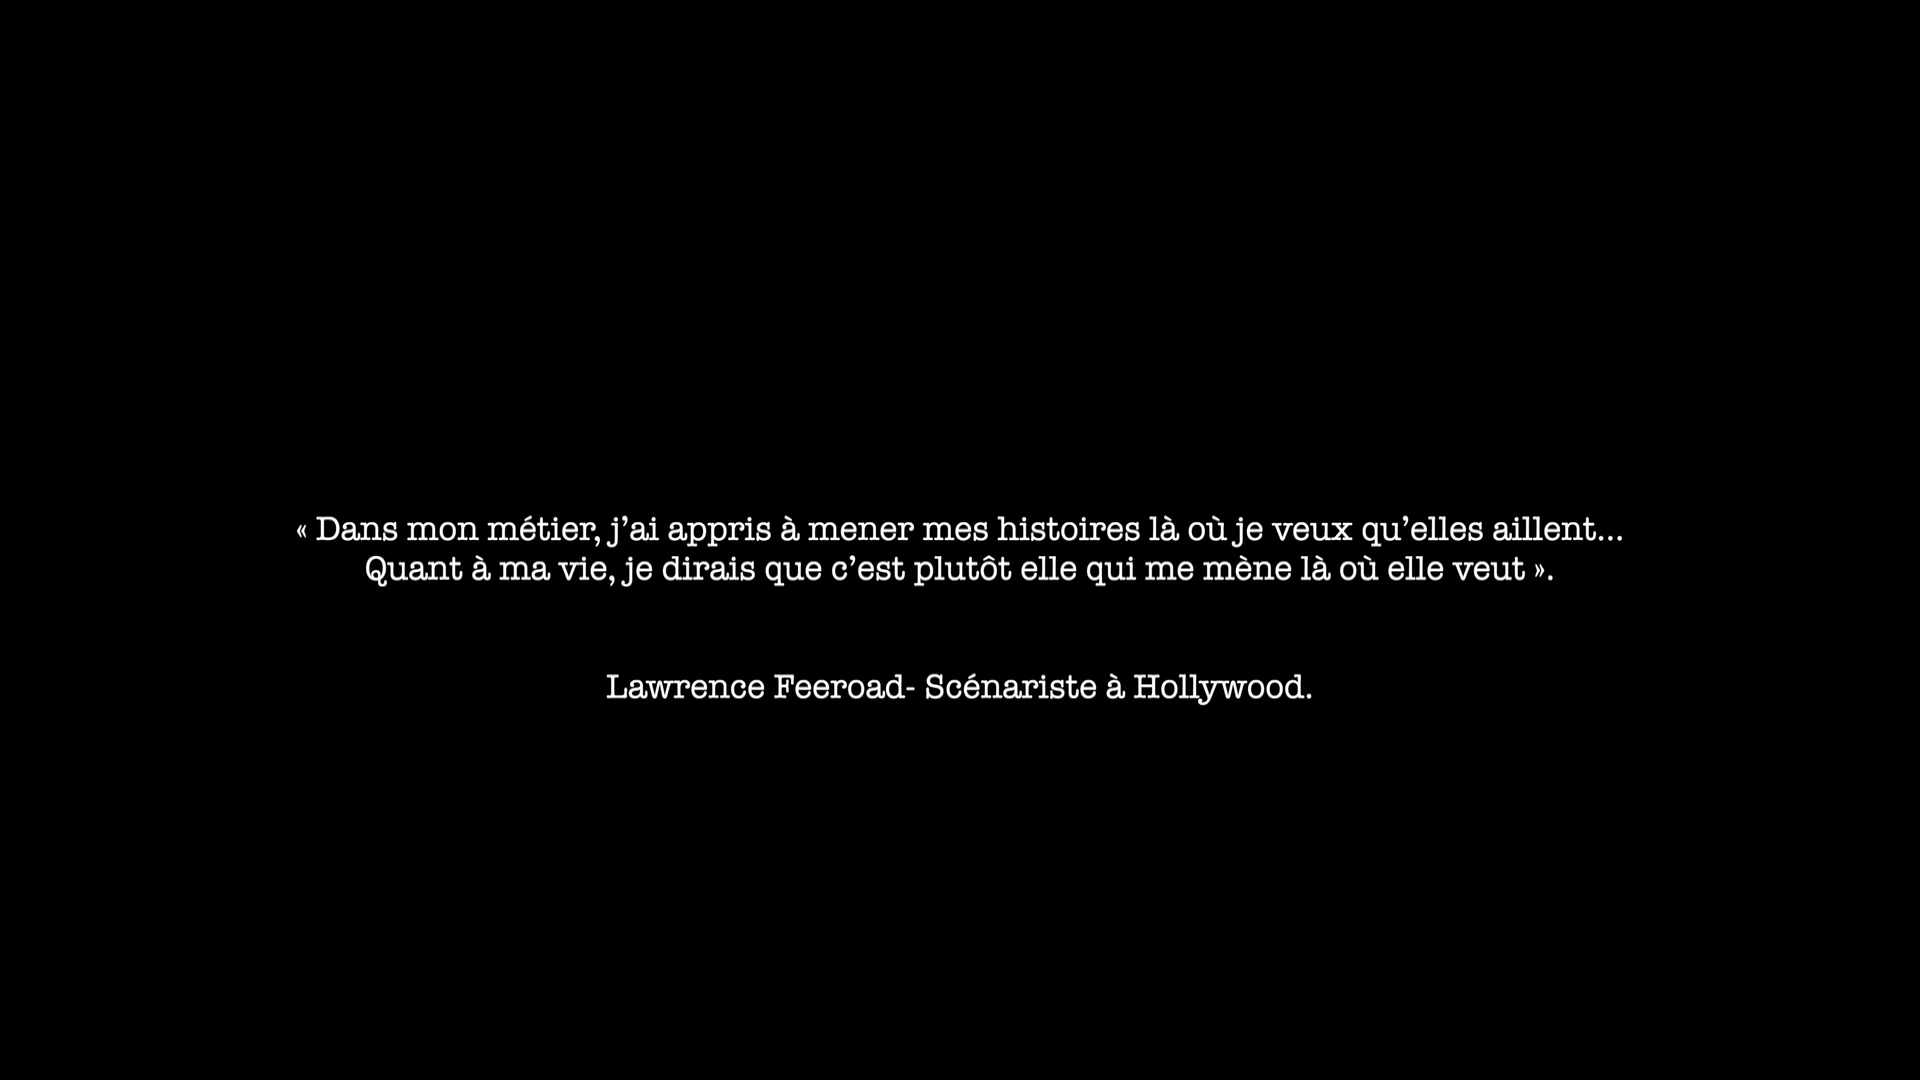 « Dans mon métier, j’ai appris à mener mes histoires là où je veux qu’elles aillent...
Quant à ma vie, je dirais que c’est plutôt elle qui me mène là où elle veut ».
Lawrence Feeroad- Scénariste à Hollywood.